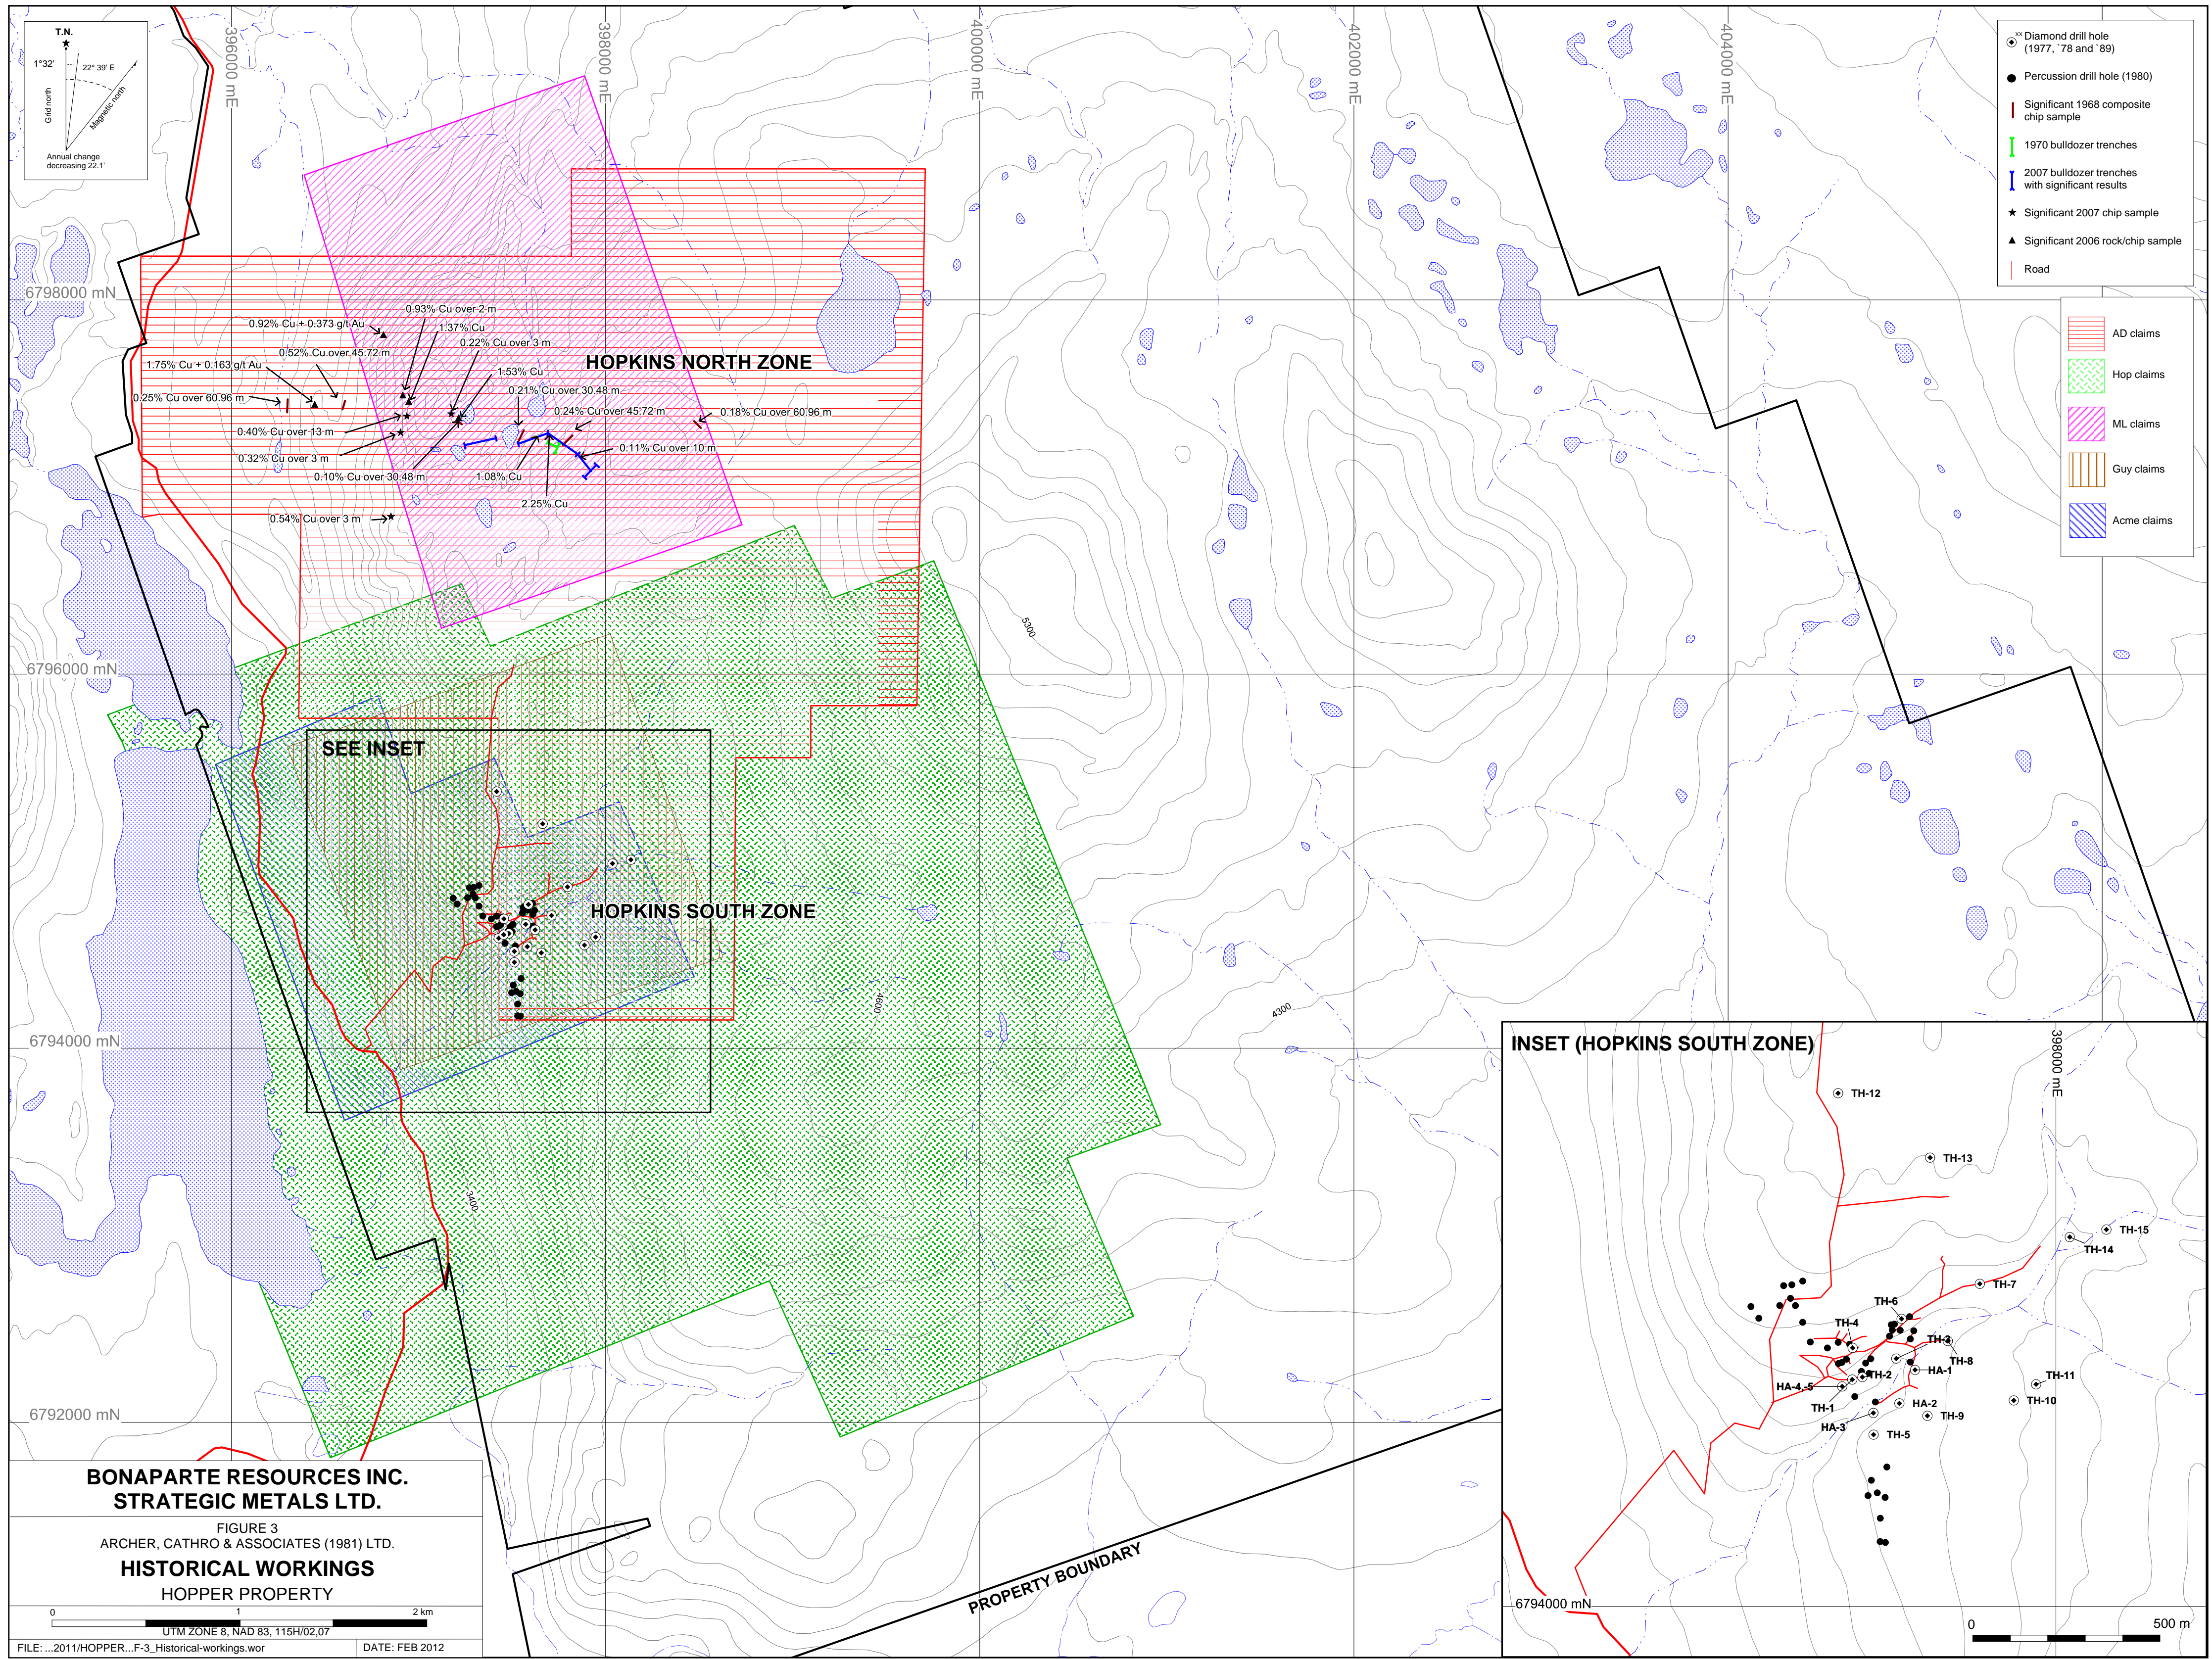 T.N.
1°32'
22° 39' E
Grid north
Magnetic north
Annual change
decreasing 22.1'
396000 mE
398000 mE
400000 mE
402000 mE
404000 mE
XX Diamond drill hole
(1977, `78 and `89)
Percussion drill hole (1980)
Significant 1968 composite
chip sample
1970 bulldozer trenches
2007 bulldozer trenches
with significant results
Significant 2007 chip sample
Significant 2006 rock/chip sample
Road
AD claims
Hop claims
ML claims
Guy claims
Acme claims
6798000 mN
0.93% Cu over 2 m
0.92% Cu + 0.373 g/t Au
1.37% Cu
0.22% Cu over 3 m
0.52% Cu over 45.72 m
HOPKINS NORTH ZONE
1.75% Cu + 0.163 g/t Au
1.53% Cu
0.21% Cu over 30.48 m
0.25% Cu over 60.96 m
0.24% Cu over 45.72 m
0.18% Cu over 60.96 m
0.40% Cu over 13 m
0.11% Cu over 10 m
0.32% Cu over 3 m
0.10% Cu over 30.48 m
1.08% Cu
2.25% Cu
0.54% Cu over 3 m
5300
6796000 mN
SEE INSET
HOPKINS SOUTH ZONE
4600
4300
6794000 mN
3400
6792000 mN
PROPERTY BOUNDARY
INSET (HOPKINS SOUTH ZONE)
398000 mE
TH-12
TH-13
TH-15
TH-14
TH-7
TH-6
TH-4
TH-3
TH-8
HA-1
TH-2
TH-11
HA-4,-5
TH-10
HA-2
TH-1
TH-9
HA-3
TH-5
6794000 mN
0 500 m
BONAPARTE RESOURCES INC.
STRATEGIC METALS LTD.
FIGURE 3
ARCHER, CATHRO & ASSOCIATES (1981) LTD.
HISTORICAL WORKINGS
HOPPER PROPERTY
0 1 2 km
UTM ZONE 8, NAD 83, 115H/02,07
FILE: ...2011/HOPPER...F-3_Historical-workings.wor
DATE: FEB 2012